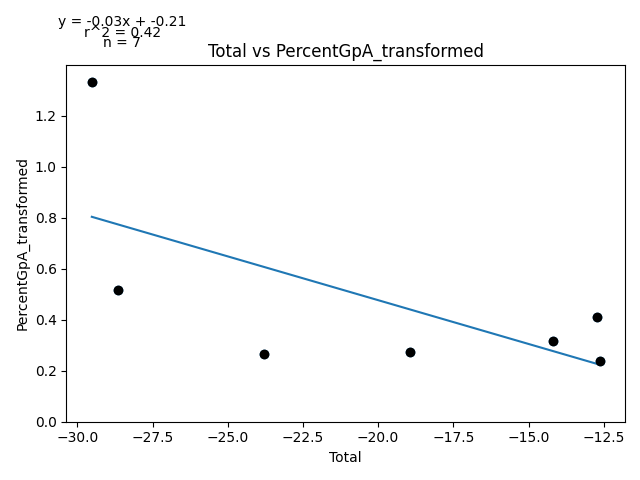 y = -0.03x + -0.21
r^2 = 0.42
n = 7
Total vs PercentGpA_transformed
PercentGpA_transformed
1.2
1.0
0.8
0.6
0.4
0.2
0.0
−30.0 −27.5 −25.0 −22.5 −20.0 −17.5 −15.0 −12.5
Total